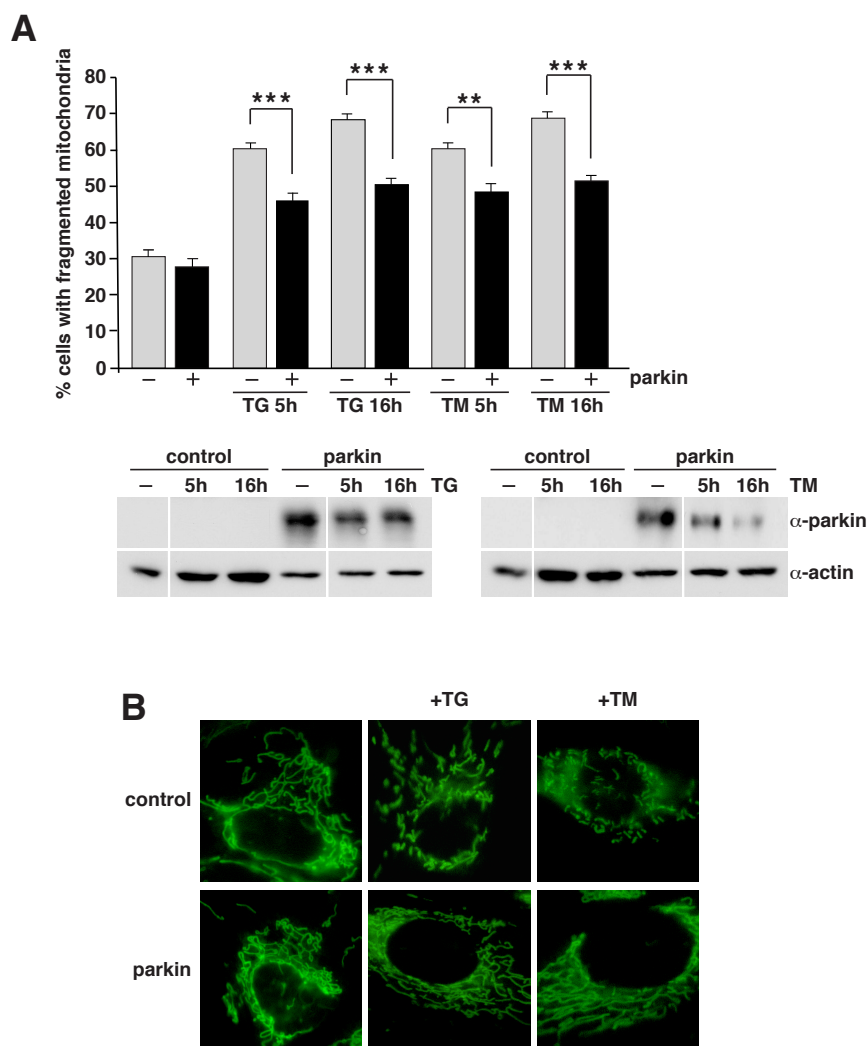 A
% cells with fragmented mitochondria
80
70
60
50
40
30
20
10
0
*** *** ** ***
– + – + – + – + – + parkin
TG 5h TG 16h TM 5h TM 16h
control parkin control parkin
– 5h 16h – 5h 16h TG – 5h 16h – 5h 16h TM
α-parkin
α-actin
B
+TG +TM
control
parkin